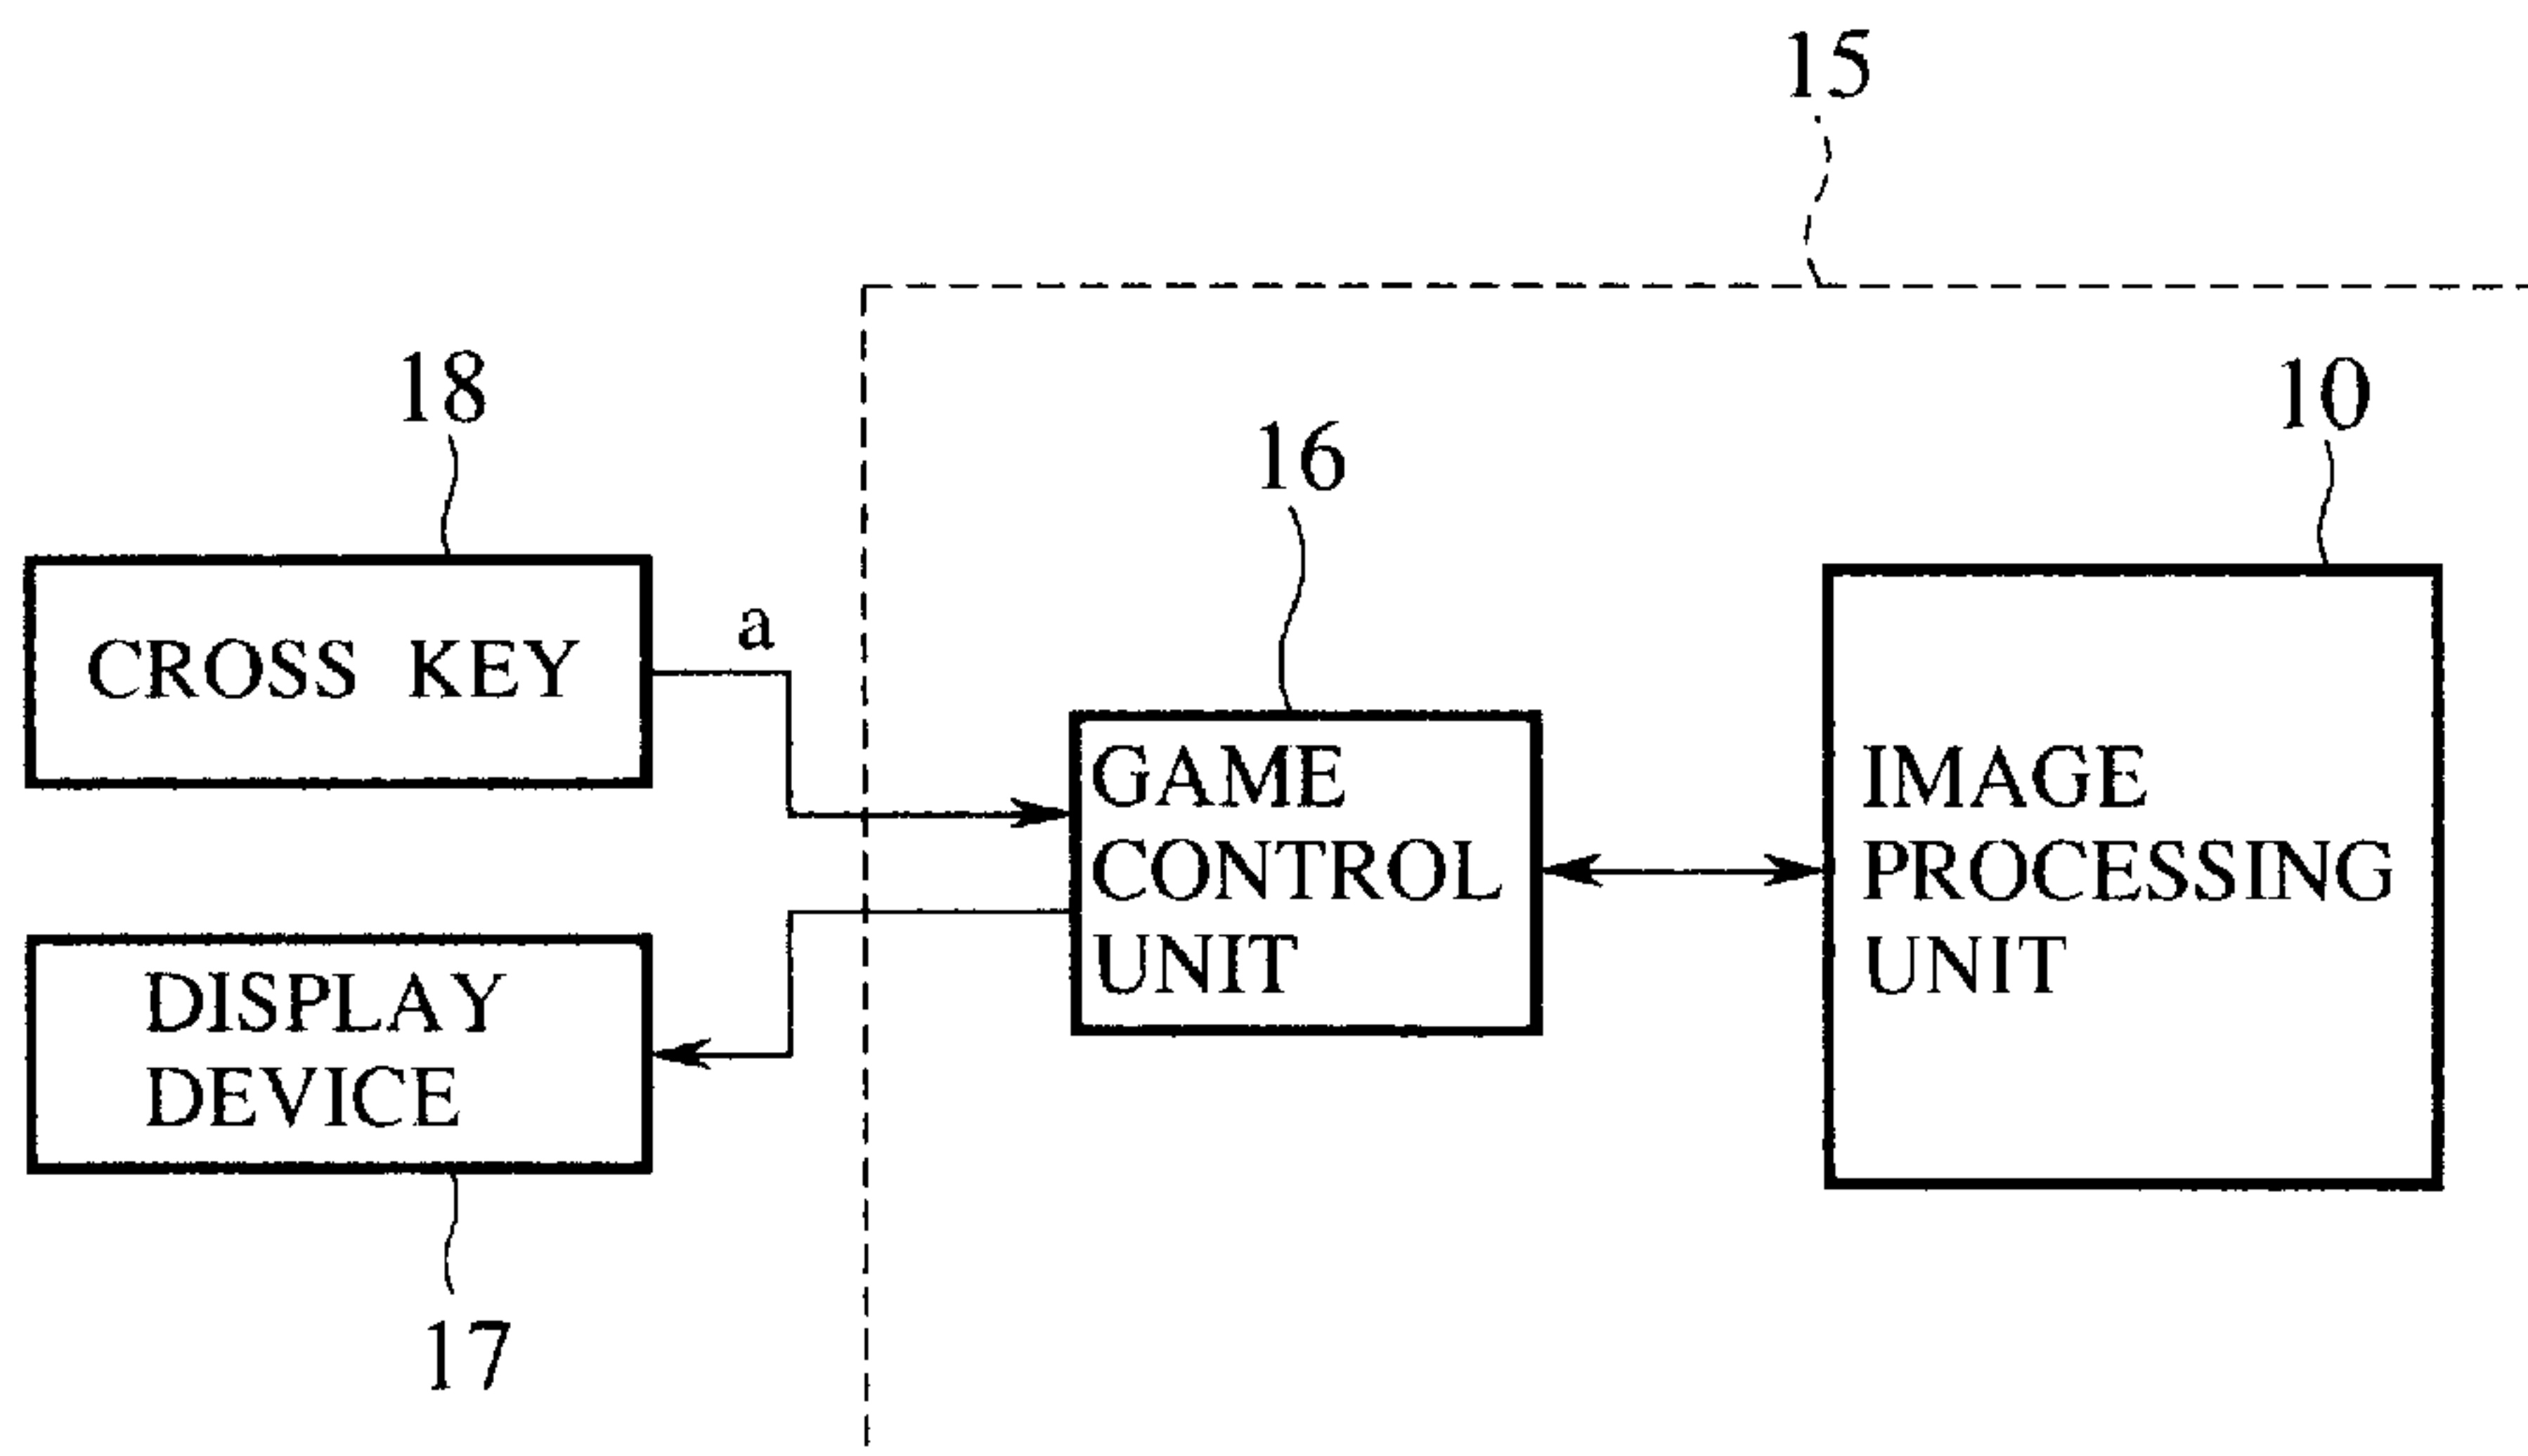 15
18
10
16
a
CROSS KEY
GAME
CONTROL
UNIT
IMAGE
PROCESSING
UNIT
DISPLAY
DEVICE
17